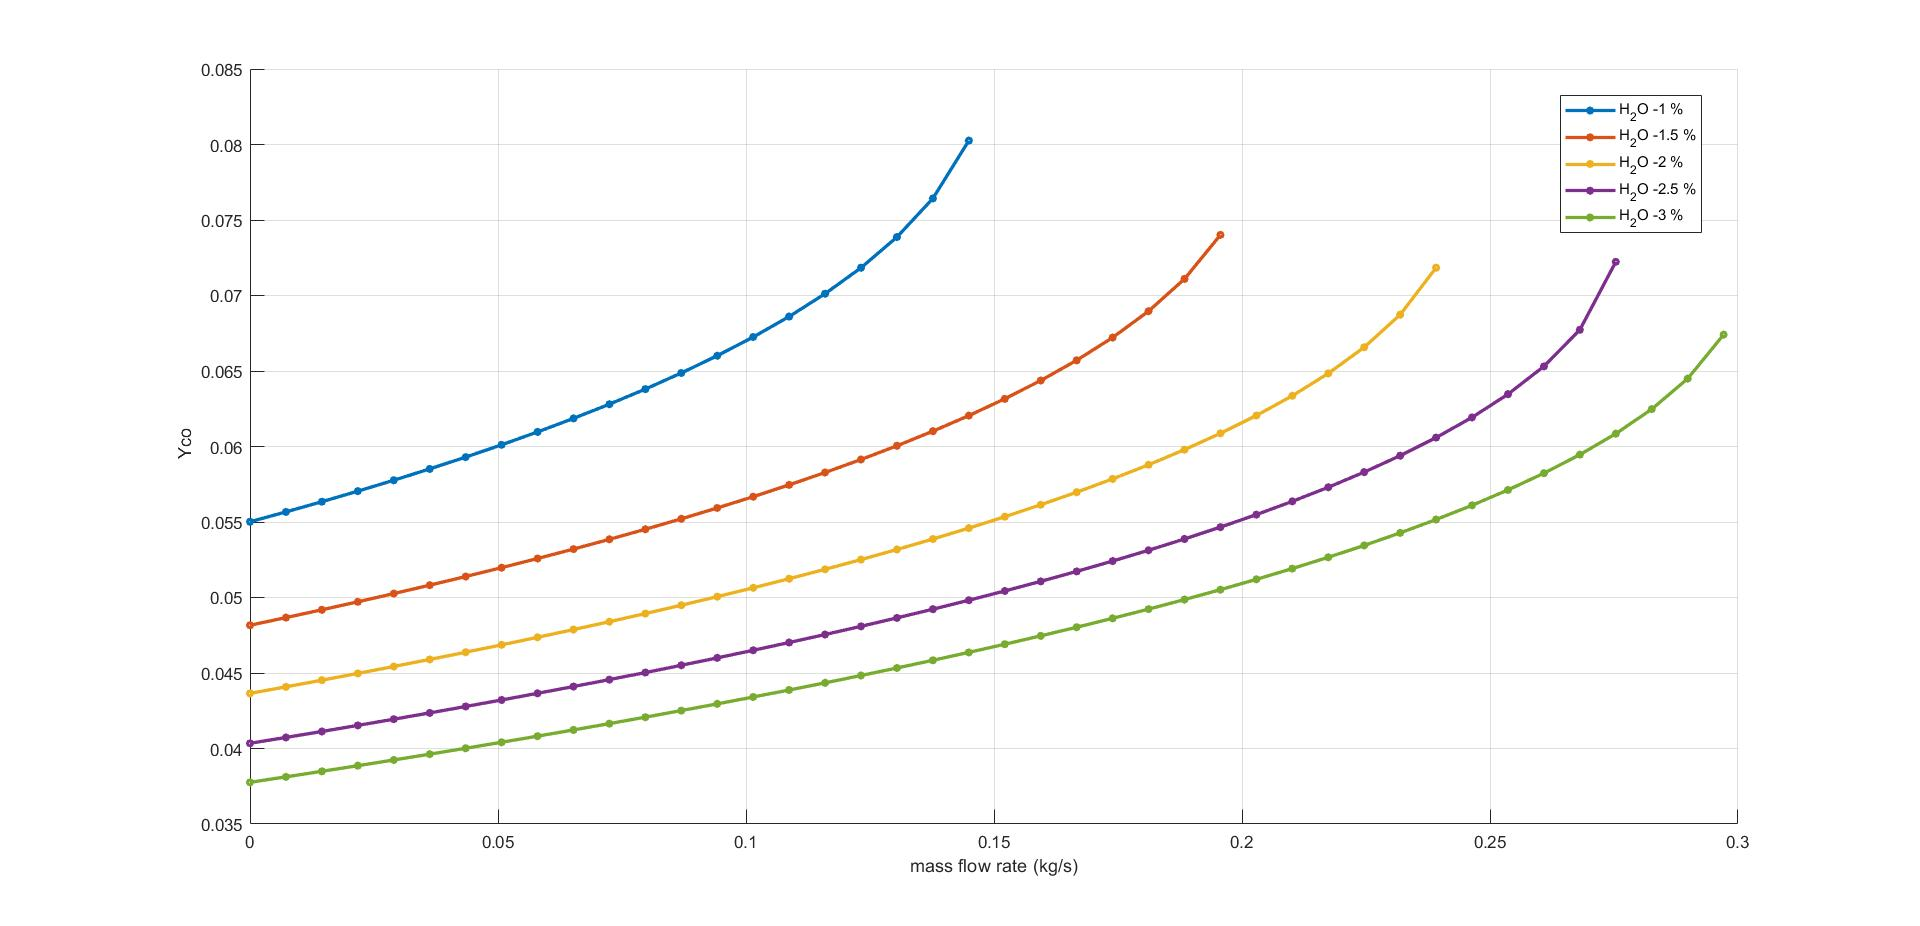 0.085
0.08
0.075
0.07
0.065
0.06
0.055
0.05
0.045
0.04
0.035
Yco
0
0.05
0.1
0.15
0.2
0.25
0.3
mass flow rate (kg/s)
H2O -1 %
H2O -1.5 %
H2O -2 %
H2O -2.5 %
H2O -3 %